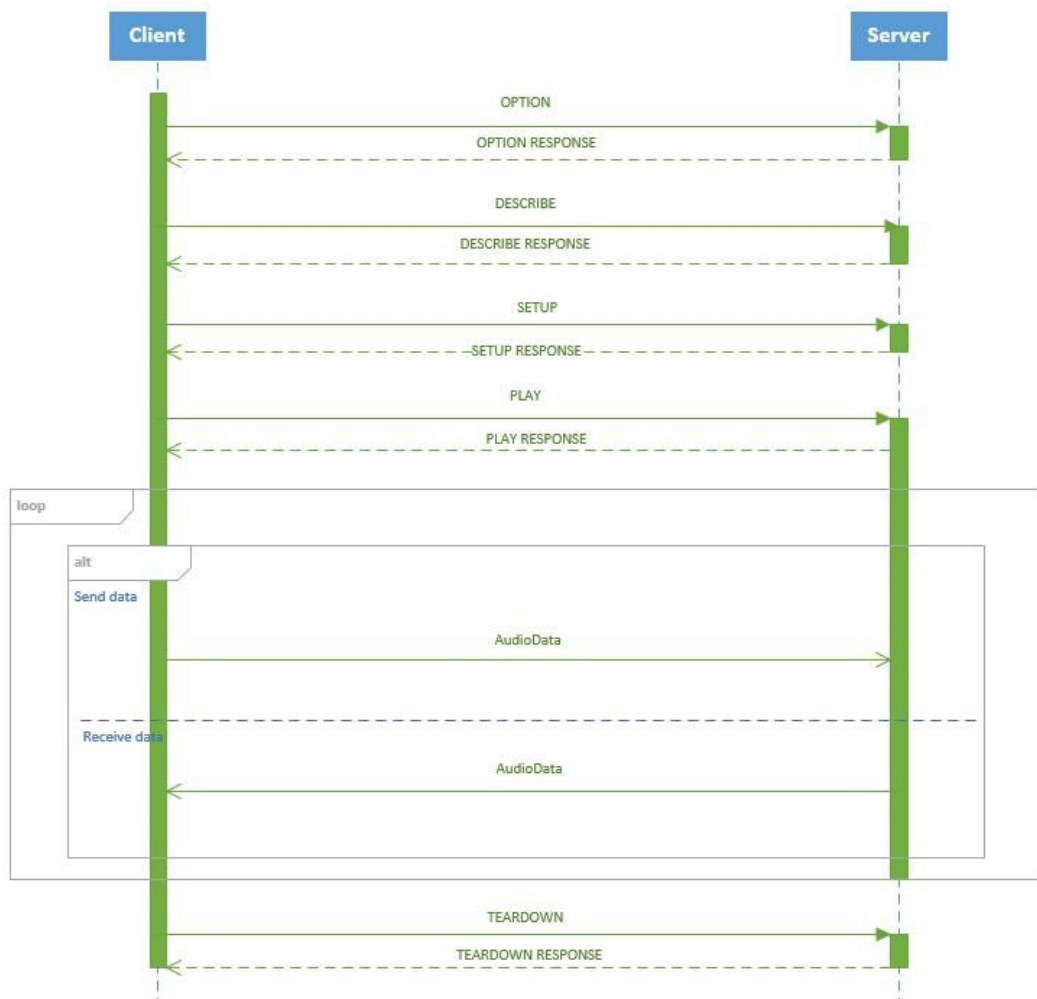 Client
Server
OPTION
OPTION RESPONSE
DESCRIBE
DESCRIBE RESPONSE
SETUP
SETUP RESPONSE
PLAY
PLAY RESPONSE
loop
alt
Send data
AudioData
Receive data
AudioData
TEARDOWN
TEARDOWN RESPONSE